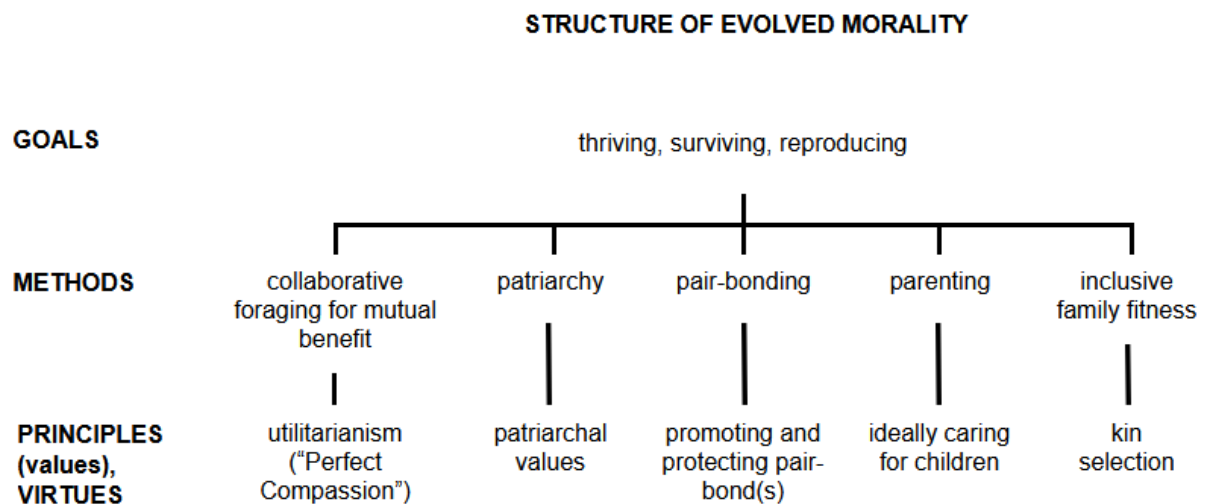 STRUCTURE OF EVOLVED MORALITY
GOALS
thriving, surviving, reproducing
METHODS
collaborative
foraging for mutual
benefit
patriarchy
pair-bonding
parenting
inclusive
family fitness
PRINCIPLES
(values),
VIRTUES
utilitarianism
(“Perfect
Compassion”)
patriarchal
values
promoting and
protecting pair-
bond(s)
ideally caring
for children
kin
selection